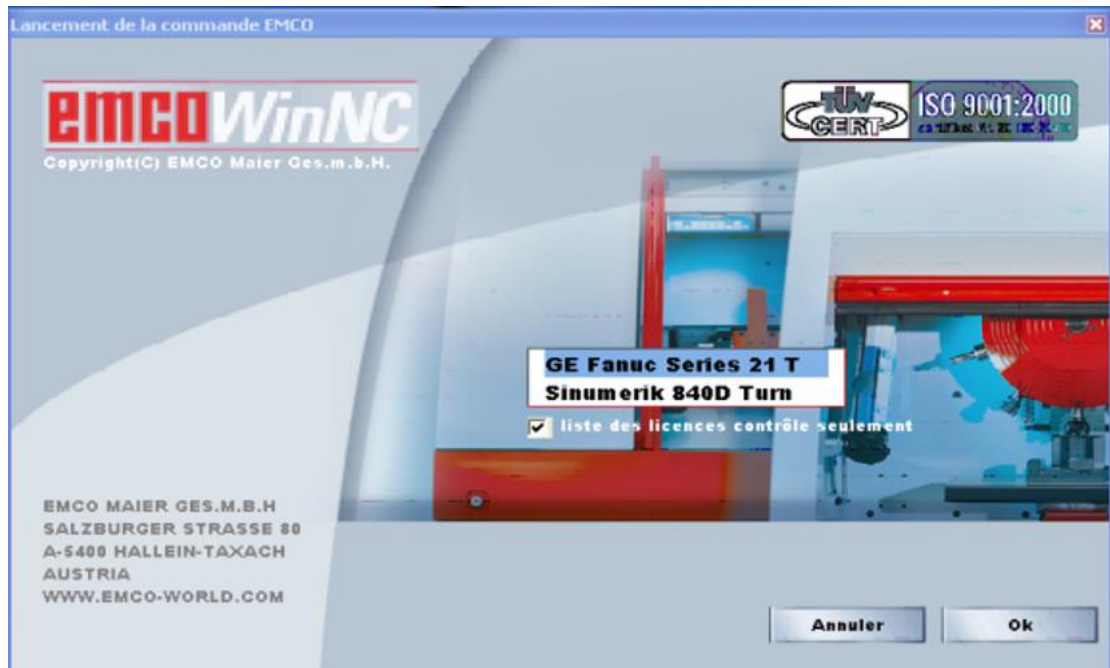 Lancement de la commande EMCO
emcoWinNC
Copyright(C) EMCO Maier Ges.m.b.H.
TÜV
CERT
ISO 9001:2000
GE Fanuc Series 21 T
Sinumerik 840D Turn
liste des licences contrôle seulement
EMCO MAIER GES.M.B.H
SALZBURGER STRASSE 80
A-5400 HALLEIN-TAXACH
AUSTRIA
WWW.EMCO-WORLD.COM
Annuler
Ok